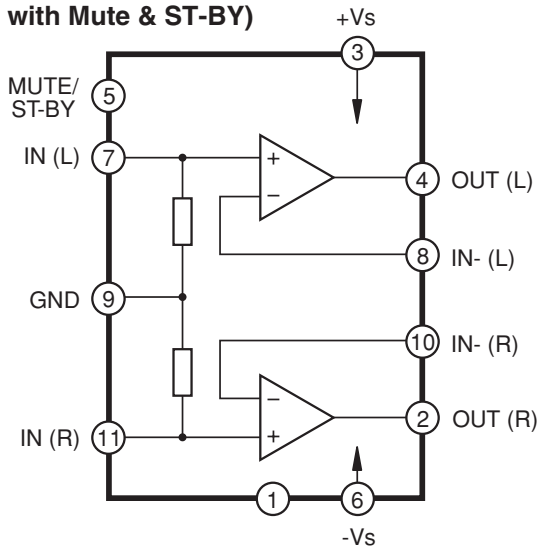 with Mute & ST-BY)
+Vs
3
MUTE/
ST-BY
5
IN (L)
7
+
−
4
OUT (L)
8
IN- (L)
GND
9
10
IN- (R)
−
+
2
OUT (R)
IN (R)
11
1
6
-Vs